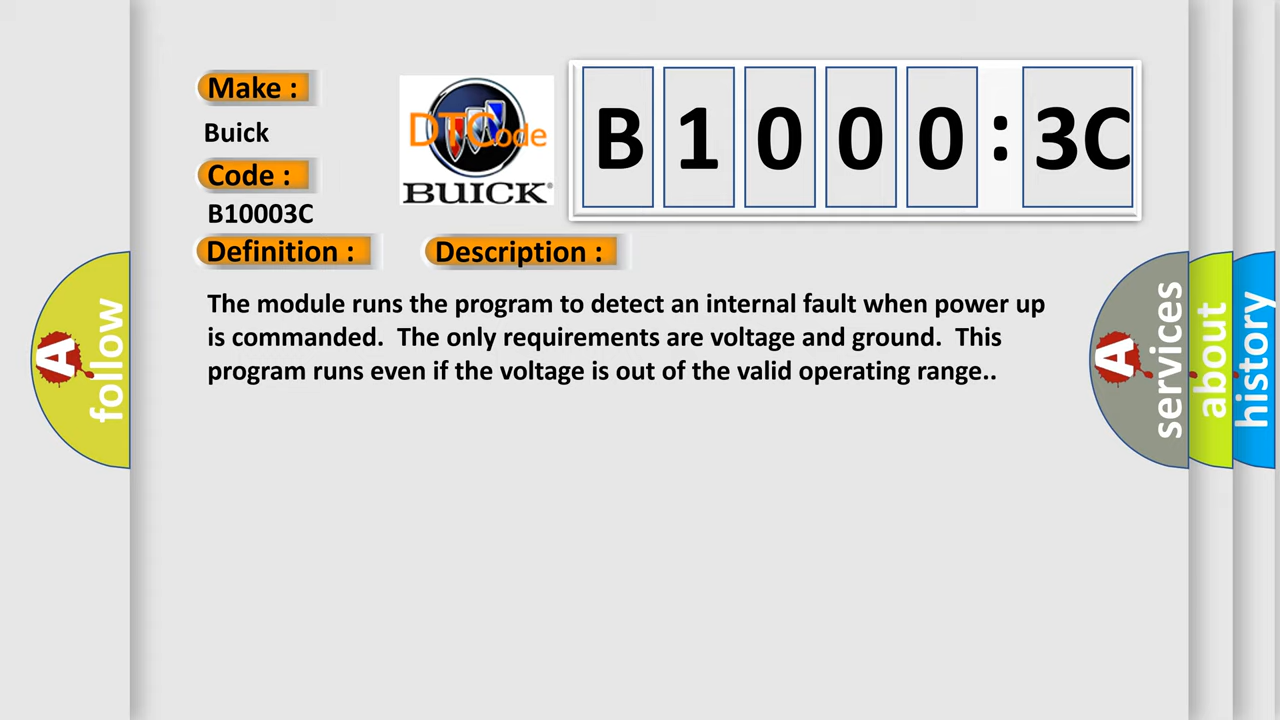 Make :
Buick
Code :
B10003C
DTCode
BUICK®
B 1 0 0 0 : 3C
Definition :
Description :
The module runs the program to detect an internal fault when power up
is commanded  The only requirements are voltage and ground  This
program runs even if the voltage is out of the valid operating range..
A follow
A services
about
history